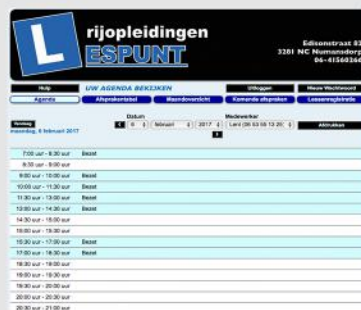 L rijopleidingen
ESPUNT
Edisonstraat 83
3281 NC Numansdorp
Hulp
UW AGENDA BEKIJKEN
Uitloggen
Nieuw Wachtwoord
Agenda
Afsprakentabel
Maandoverzicht
Komende afspraken
Lessenregistratie
Datum
Medewerker
6 februari 2017
Afdrukken
maandag, 6 februari 2017
7:00 uur - 8:30 uur Bezet
8:30 uur - 9:00 uur
9:00 uur - 10:00 uur Bezet
10:00 uur - 11:30 uur Bezet
11:30 uur - 13:00 uur Bezet
13:00 uur - 14:30 uur Bezet
14:30 uur - 15:00 uur
15:00 uur - 15:30 uur
15:30 uur - 17:00 uur Bezet
17:00 uur - 18:30 uur Bezet
18:30 uur - 19:00 uur
19:00 uur - 19:30 uur
19:30 uur - 20:00 uur
20:00 uur - 20:30 uur
20:30 uur - 21:00 uur